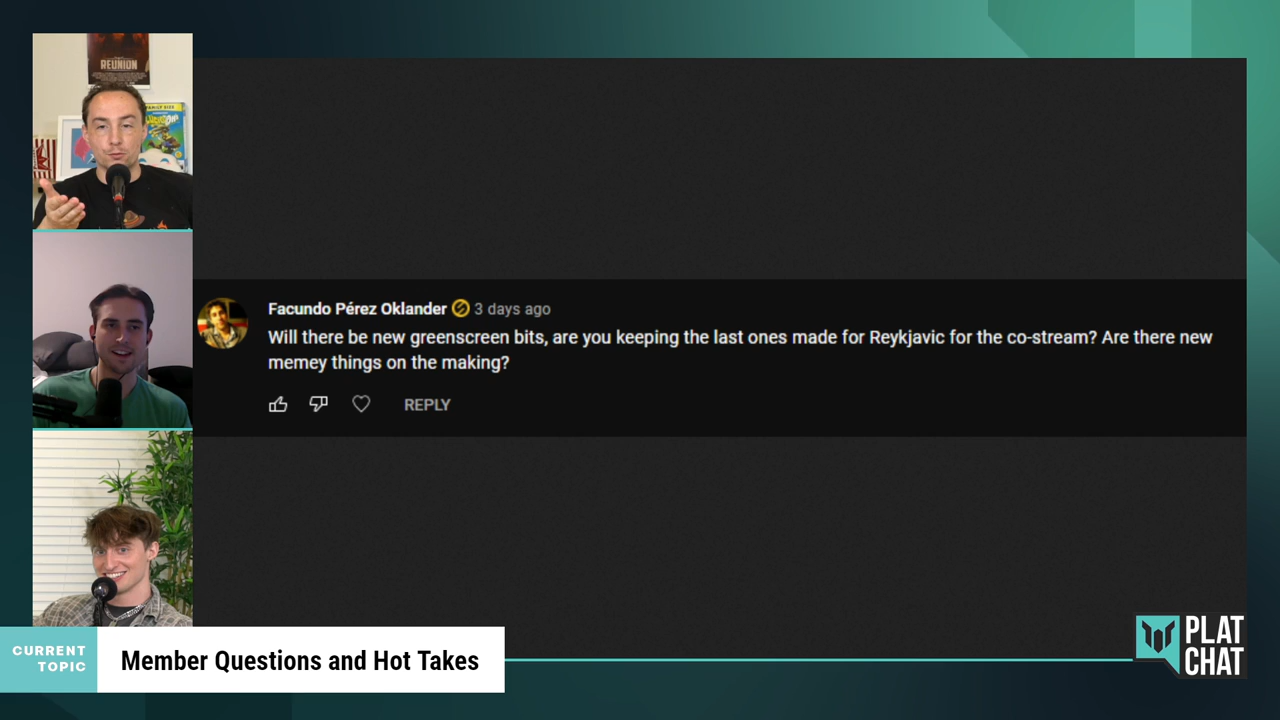 REUNION
Facundo Pérez Oklander 3 days ago
Will there be new greenscreen bits, are you keeping the last ones made for Reykjavic for the co-stream? Are there new
memey things on the making?
REPLY
CURRENT
TOPIC
Member Questions and Hot Takes
PLAT
CHAT